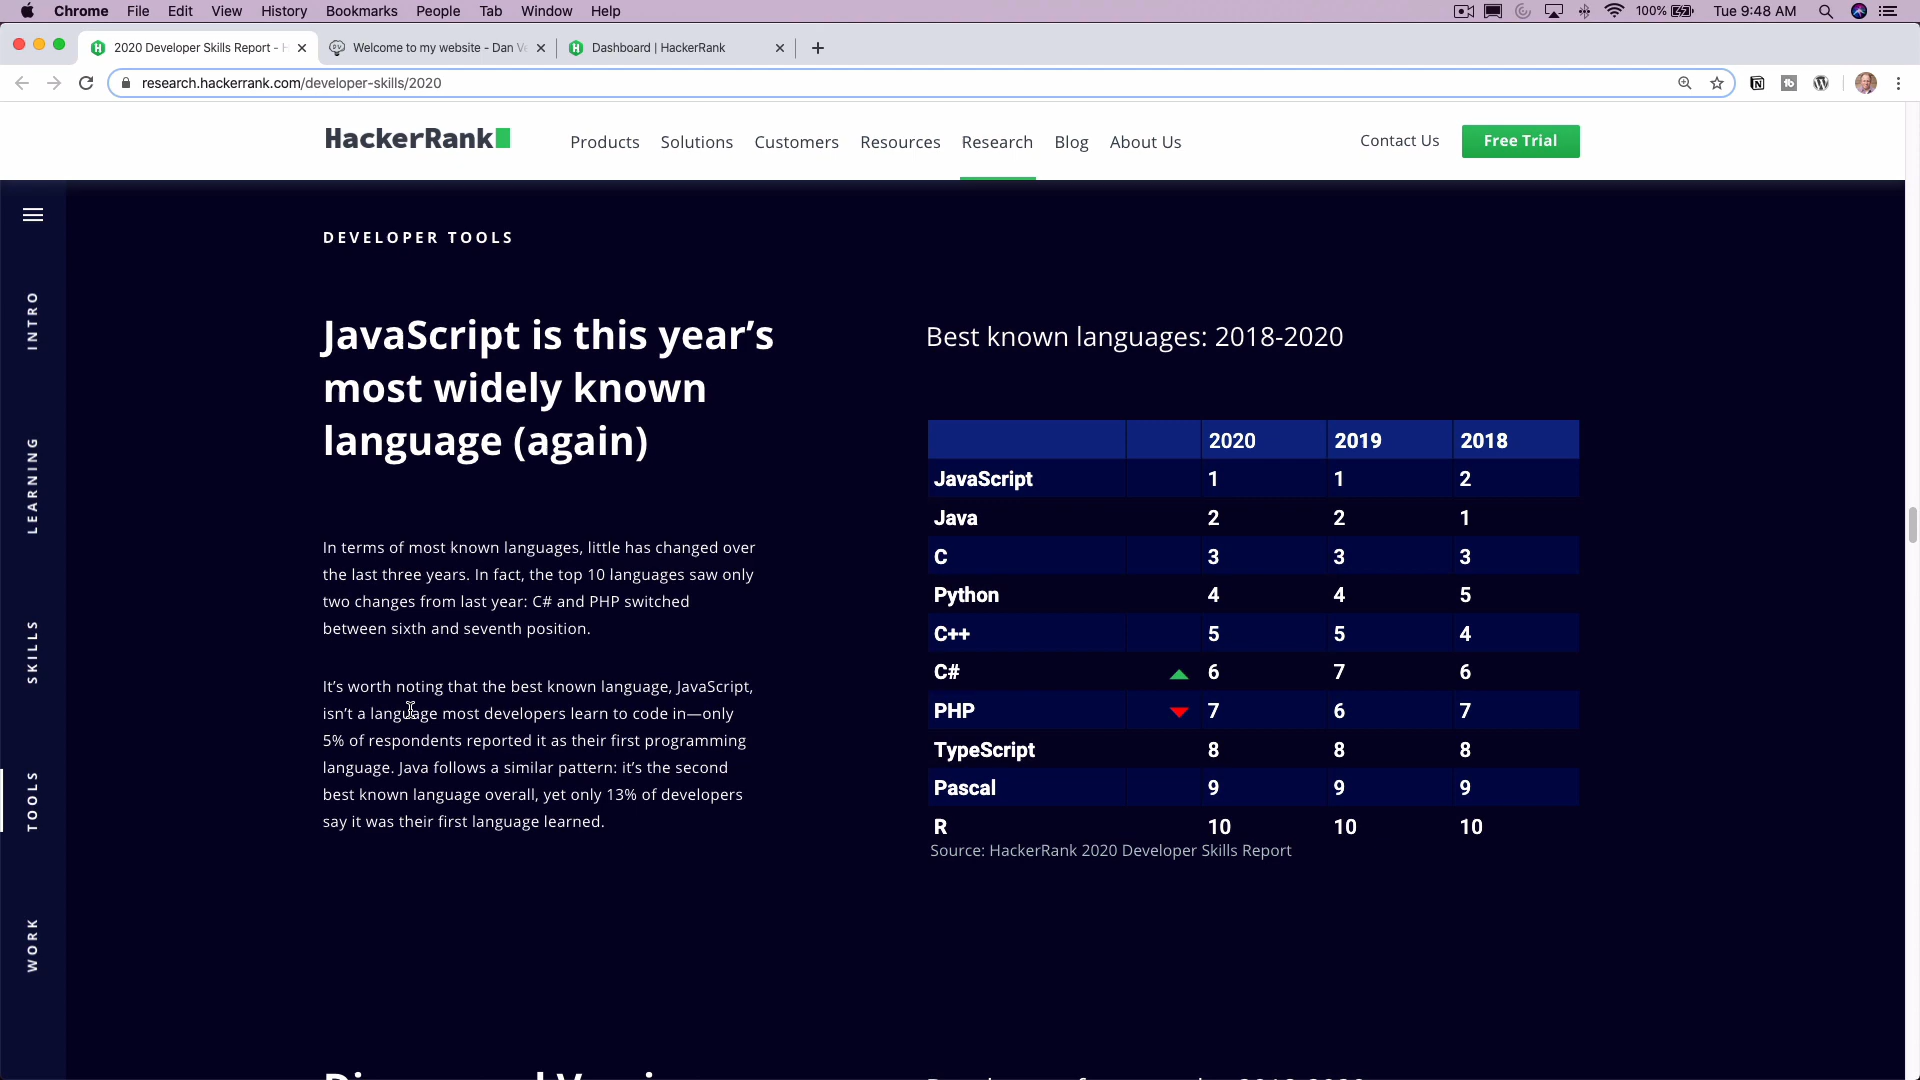 Chrome File Edit View History Bookmarks People Tab Window Help 100% Tue 9:48 AM
2020 Developer Skills Report - H Welcome to my website - Dan Ve Dashboard | HackerRank
research.hackerrank.com/developer-skills/2020
HackerRank Products Solutions Customers Resources Research Blog About Us Contact Us Free Trial
INTRO
LEARNING
SKILLS
TOOLS
WORK
DEVELOPER TOOLS
JavaScript is this year’s
most widely known
language (again)
In terms of most known languages, little has changed over
the last three years. In fact, the top 10 languages saw only
two changes from last year: C# and PHP switched
between sixth and seventh position.
It’s worth noting that the best known language, JavaScript,
isn’t a language most developers learn to code in—only
5% of respondents reported it as their first programming
language. Java follows a similar pattern: it’s the second
best known language overall, yet only 13% of developers
say it was their first language learned.
Best known languages: 2018-2020
2020 2019 2018
JavaScript 1 1 2
Java 2 2 1
C 3 3 3
Python 4 4 5
C++ 5 5 4
C# 6 7 6
PHP 7 6 7
TypeScript 8 8 8
Pascal 9 9 9
R 10 10 10
Source: HackerRank 2020 Developer Skills Report